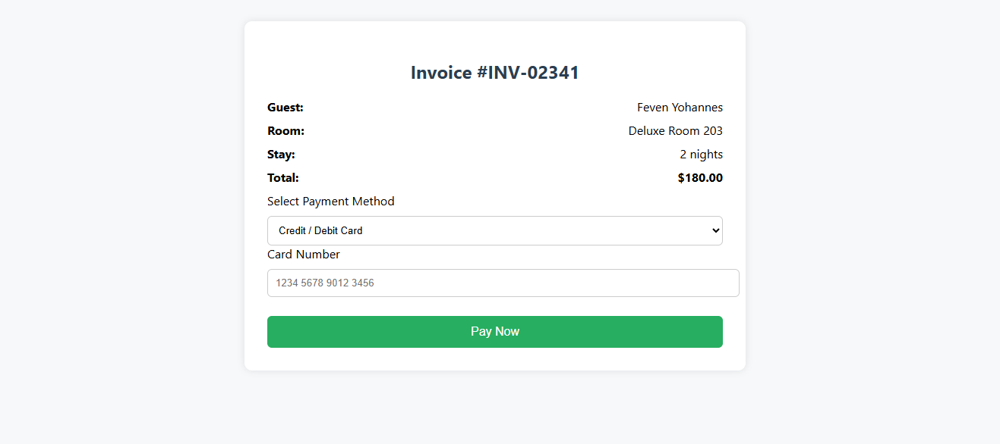 Invoice #INV-02341
Guest: Feven Yohannes
Room: Deluxe Room 203
Stay: 2 nights
Total: $180.00
Select Payment Method
Credit / Debit Card
Card Number
1234 5678 9012 3456
Pay Now